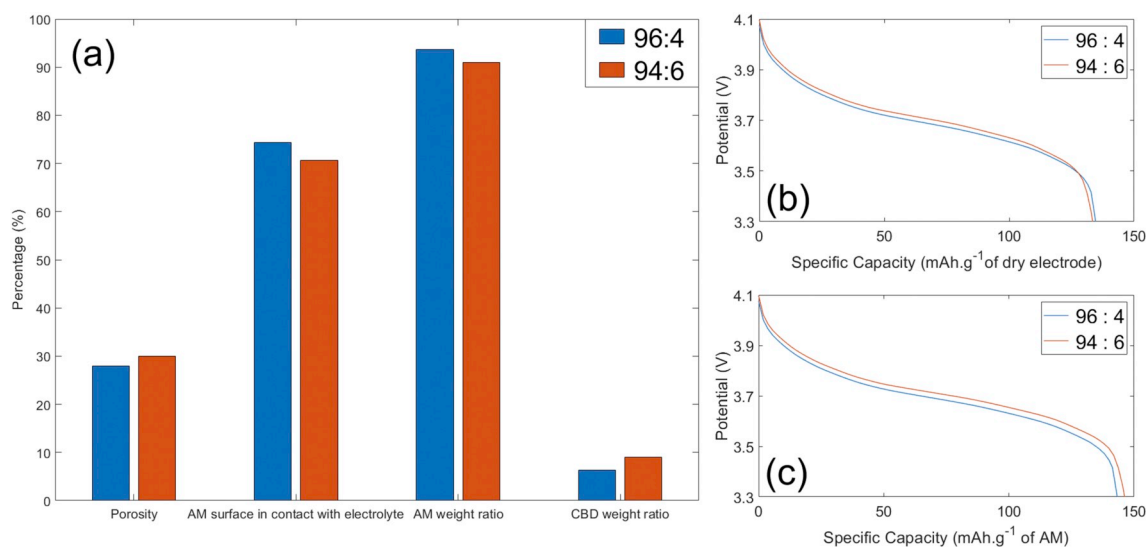 (a)
96:4
94:6
100
90
80
70
60
50
40
30
20
10
0
Percentage (%)
Porosity
AM surface in contact with electrolyte
AM weight ratio
CBD weight ratio
(b)
96 : 4
94 : 6
4.1
3.9
3.7
3.5
3.3
Potential (V)
0 50 100 150
Specific Capacity (mAh.g⁻¹of dry electrode)
(c)
96 : 4
94 : 6
4.1
3.9
3.7
3.5
3.3
Potential (V)
0 50 100 150
Specific Capacity (mAh.g⁻¹ of AM)